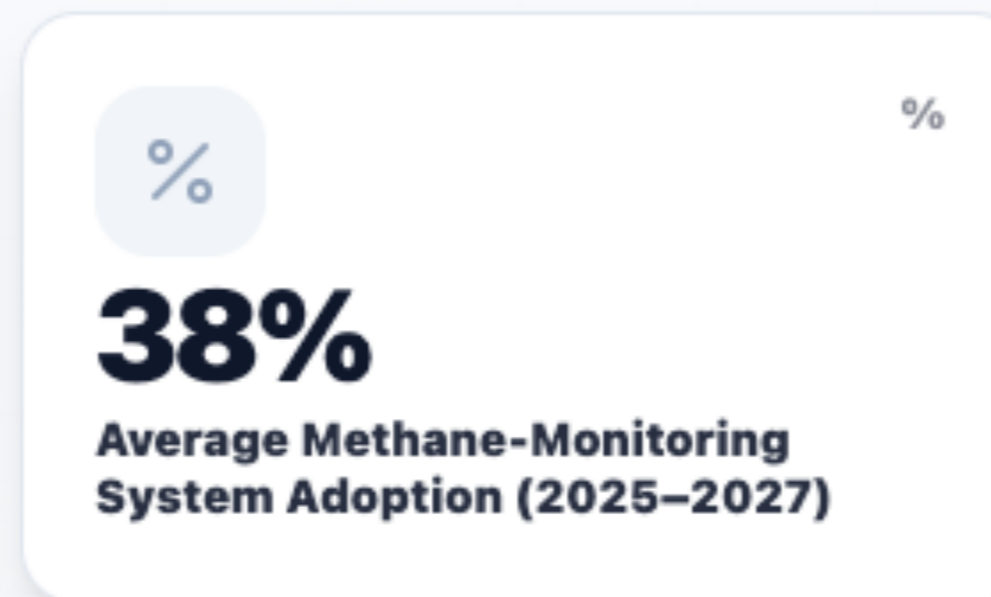 %
%
38%
Average Methane-Monitoring
System Adoption (2025–2027)